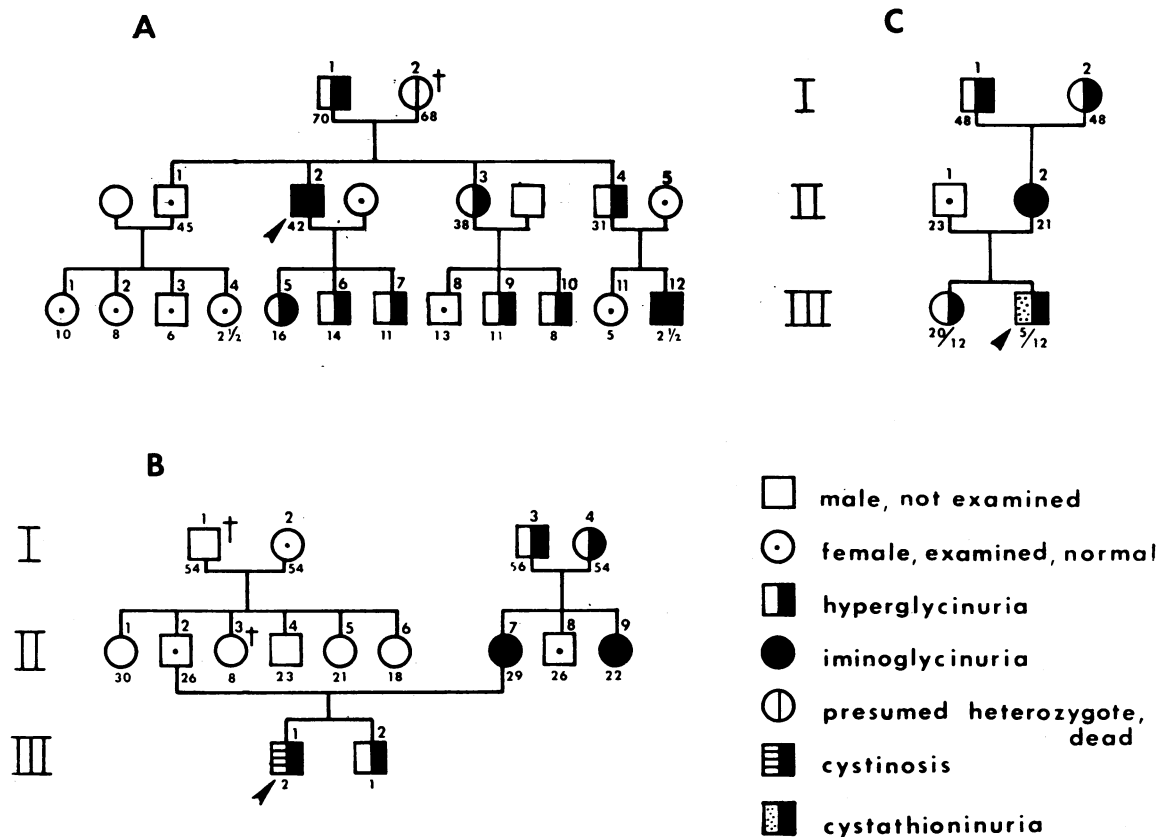 A
C
1 2 †
70 68
1 2
I
48 48
1 2 3 4 5
45 42 38 31
1 2
II
23 21
1 2 3 4 5 6 7 8 9 10 11 12
10 8 6 2½ 16 14 11 13 11 8 5 2½
III
20/12 5/12
B
I
1 † 2 3 4
54 54 56 54
II
1 2 3 † 4 5 6 7 8 9
30 26 8 23 21 18 29 26 22
III
1 2
2 1
male, not examined
female, examined, normal
hyperglycinuria
iminoglycinuria
presumed heterozygote,
dead
cystinosis
cystathioninuria